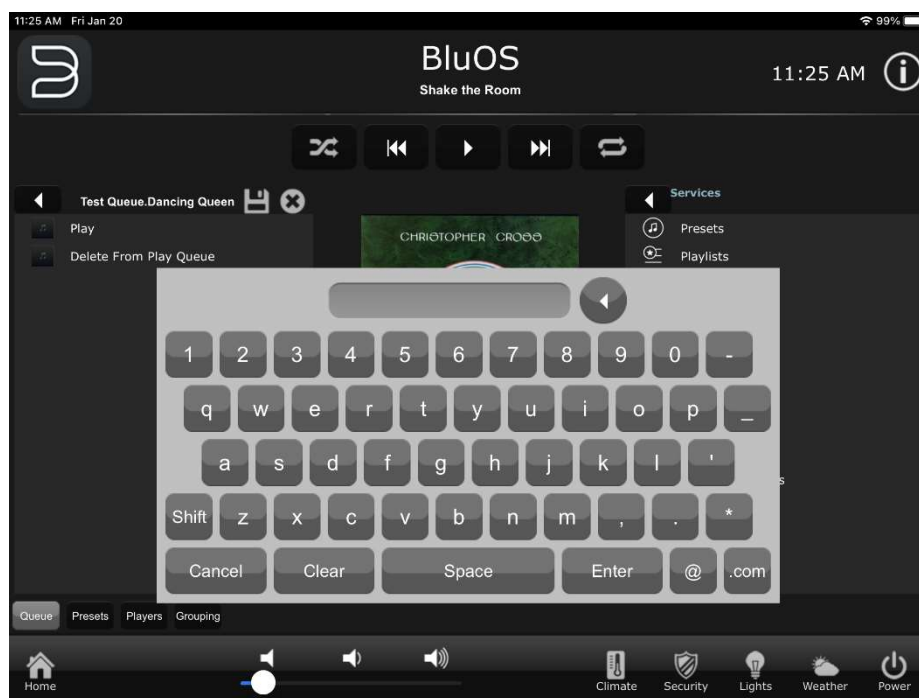 11:25 AM Fri Jan 20
99%
BluOS
Shake the Room
11:25 AM
Test Queue.Dancing Queen
Services
Play
CHRISTOPHER CROSS
Presets
Delete From Play Queue
Playlists
1 2 3 4 5 6 7 8 9 0 -
q w e r t y u i o p _
a s d f g h j k l '
s
Shift z x c v b n m , . *
Cancel Clear Space Enter @ .com
Queue Presets Players Grouping
Home Climate Security Lights Weather Power